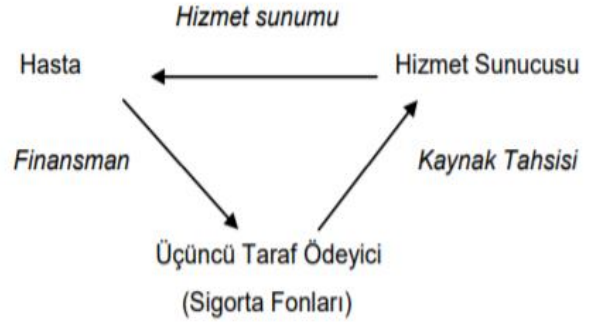 Hizmet sunumu
Hasta
Hizmet Sunucusu
Finansman
Kaynak Tahsisi
Üçüncü Taraf Ödeyici
(Sigorta Fonları)